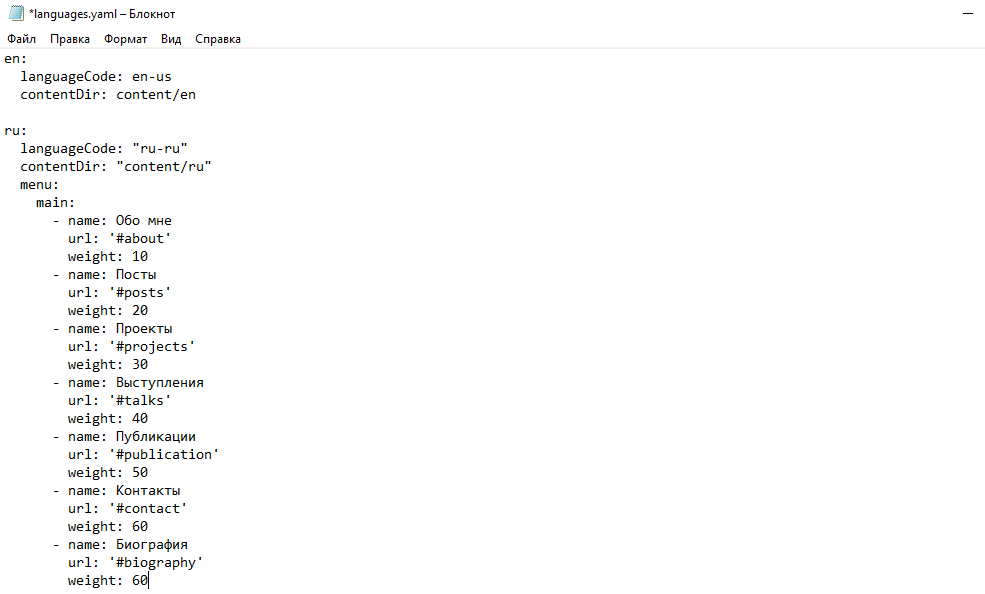 *languages.yaml – Блокнот
Файл Правка Формат Вид Справка
en:
  languageCode: en-us
  contentDir: content/en

ru:
  languageCode: "ru-ru"
  contentDir: "content/ru"
  menu:
    main:
      - name: Обо мне
        url: '#about'
        weight: 10
      - name: Посты
        url: '#posts'
        weight: 20
      - name: Проекты
        url: '#projects'
        weight: 30
      - name: Выступления
        url: '#talks'
        weight: 40
      - name: Публикации
        url: '#publication'
        weight: 50
      - name: Контакты
        url: '#contact'
        weight: 60
      - name: Биография
        url: '#biography'
        weight: 60